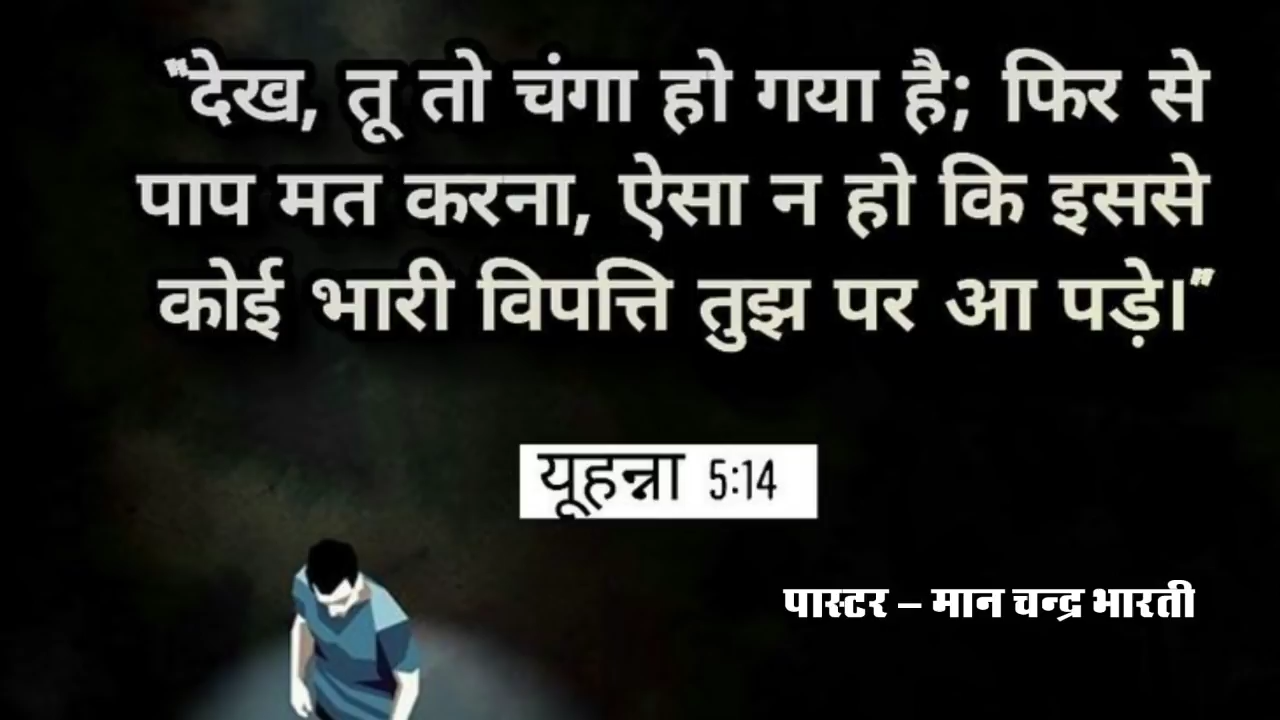 "देख, तू तो चंगा हो गया है; फिर से
पाप मत करना, ऐसा न हो कि इससे
कोई भारी विपत्ति तुझ पर आ पड़े।"
यूहन्ना 5:14
पास्टर – मान चन्द्र भारती